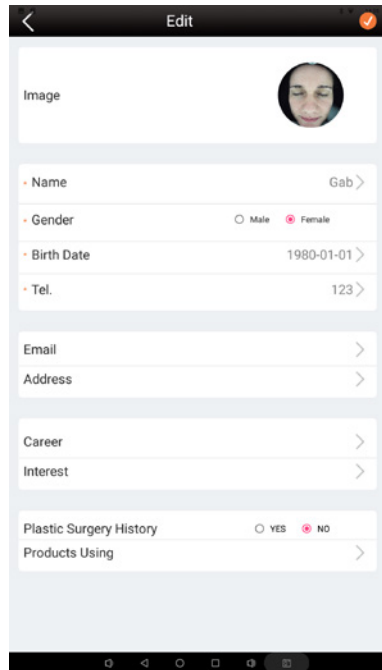 Edit
Image
Name Gab
Gender Male Female
Birth Date 1980-01-01
Tel. 123
Email
Address
Career
Interest
Plastic Surgery History YES NO
Products Using